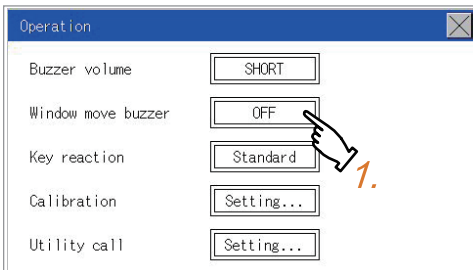 Operation
Buzzer volume SHORT
Window move buzzer OFF
Key reaction Standard
1.
Calibration Setting...
Utility call Setting...